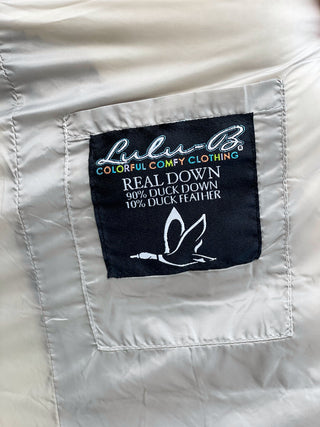 Lulu-B®
COLORFUL COMFY CLOTHING
REAL DOWN
90% DUCK DOWN
10% DUCK FEATHER